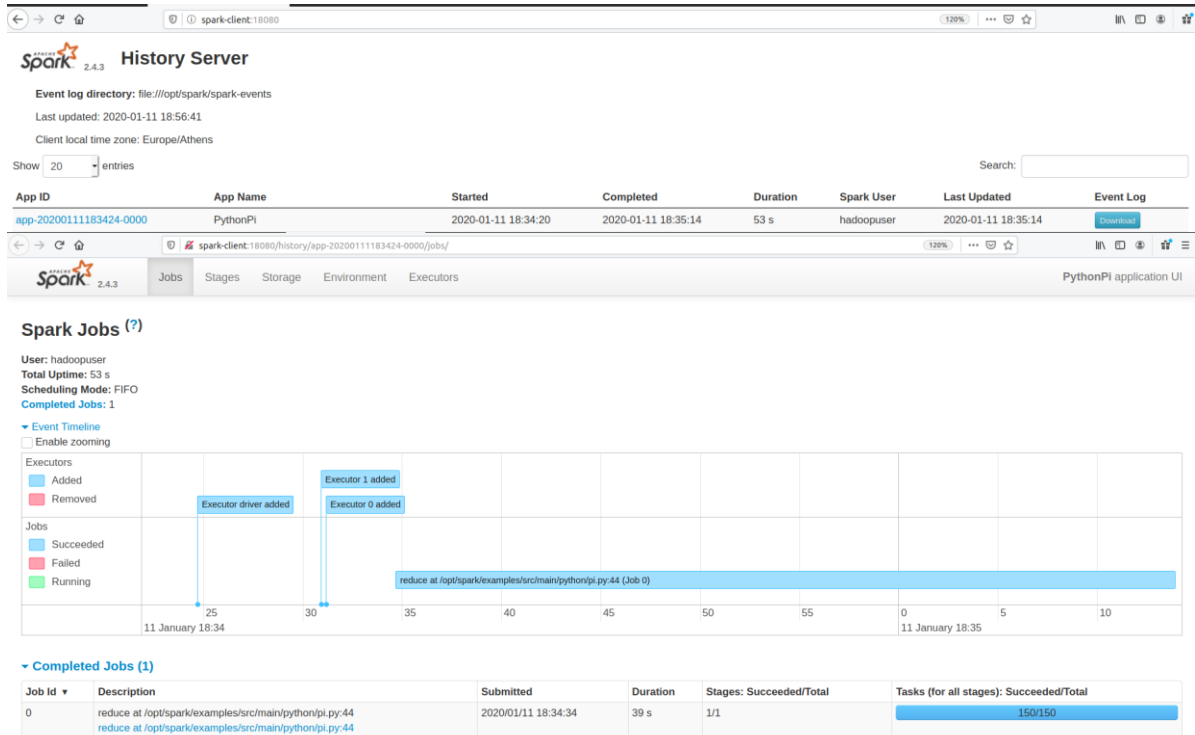 spark-client:18080 120%
APACHE Spark 2.4.3 History Server
Event log directory: file:///opt/spark/spark-events
Last updated: 2020-01-11 18:56:41
Client local time zone: Europe/Athens
Show 20 entries Search:
App ID App Name Started Completed Duration Spark User Last Updated Event Log
app-20200111183424-0000 PythonPi 2020-01-11 18:34:20 2020-01-11 18:35:14 53 s hadoopuser 2020-01-11 18:35:14 Download
spark-client:18080/history/app-20200111183424-0000/jobs/ 120%
APACHE Spark 2.4.3 Jobs Stages Storage Environment Executors PythonPi application UI
Spark Jobs (?)
User: hadoopuser
Total Uptime: 53 s
Scheduling Mode: FIFO
Completed Jobs: 1
Event Timeline
Enable zooming
Executors
Added Executor 1 added
Removed Executor driver added Executor 0 added
Jobs
Succeeded
Failed
Running reduce at /opt/spark/examples/src/main/python/pi.py:44 (Job 0)
25 30 35 40 45 50 55 0 5 10
11 January 18:34 11 January 18:35
Completed Jobs (1)
Job Id ▾ Description Submitted Duration Stages: Succeeded/Total Tasks (for all stages): Succeeded/Total
0 reduce at /opt/spark/examples/src/main/python/pi.py:44 2020/01/11 18:34:34 39 s 1/1 150/150
reduce at /opt/spark/examples/src/main/python/pi.py:44